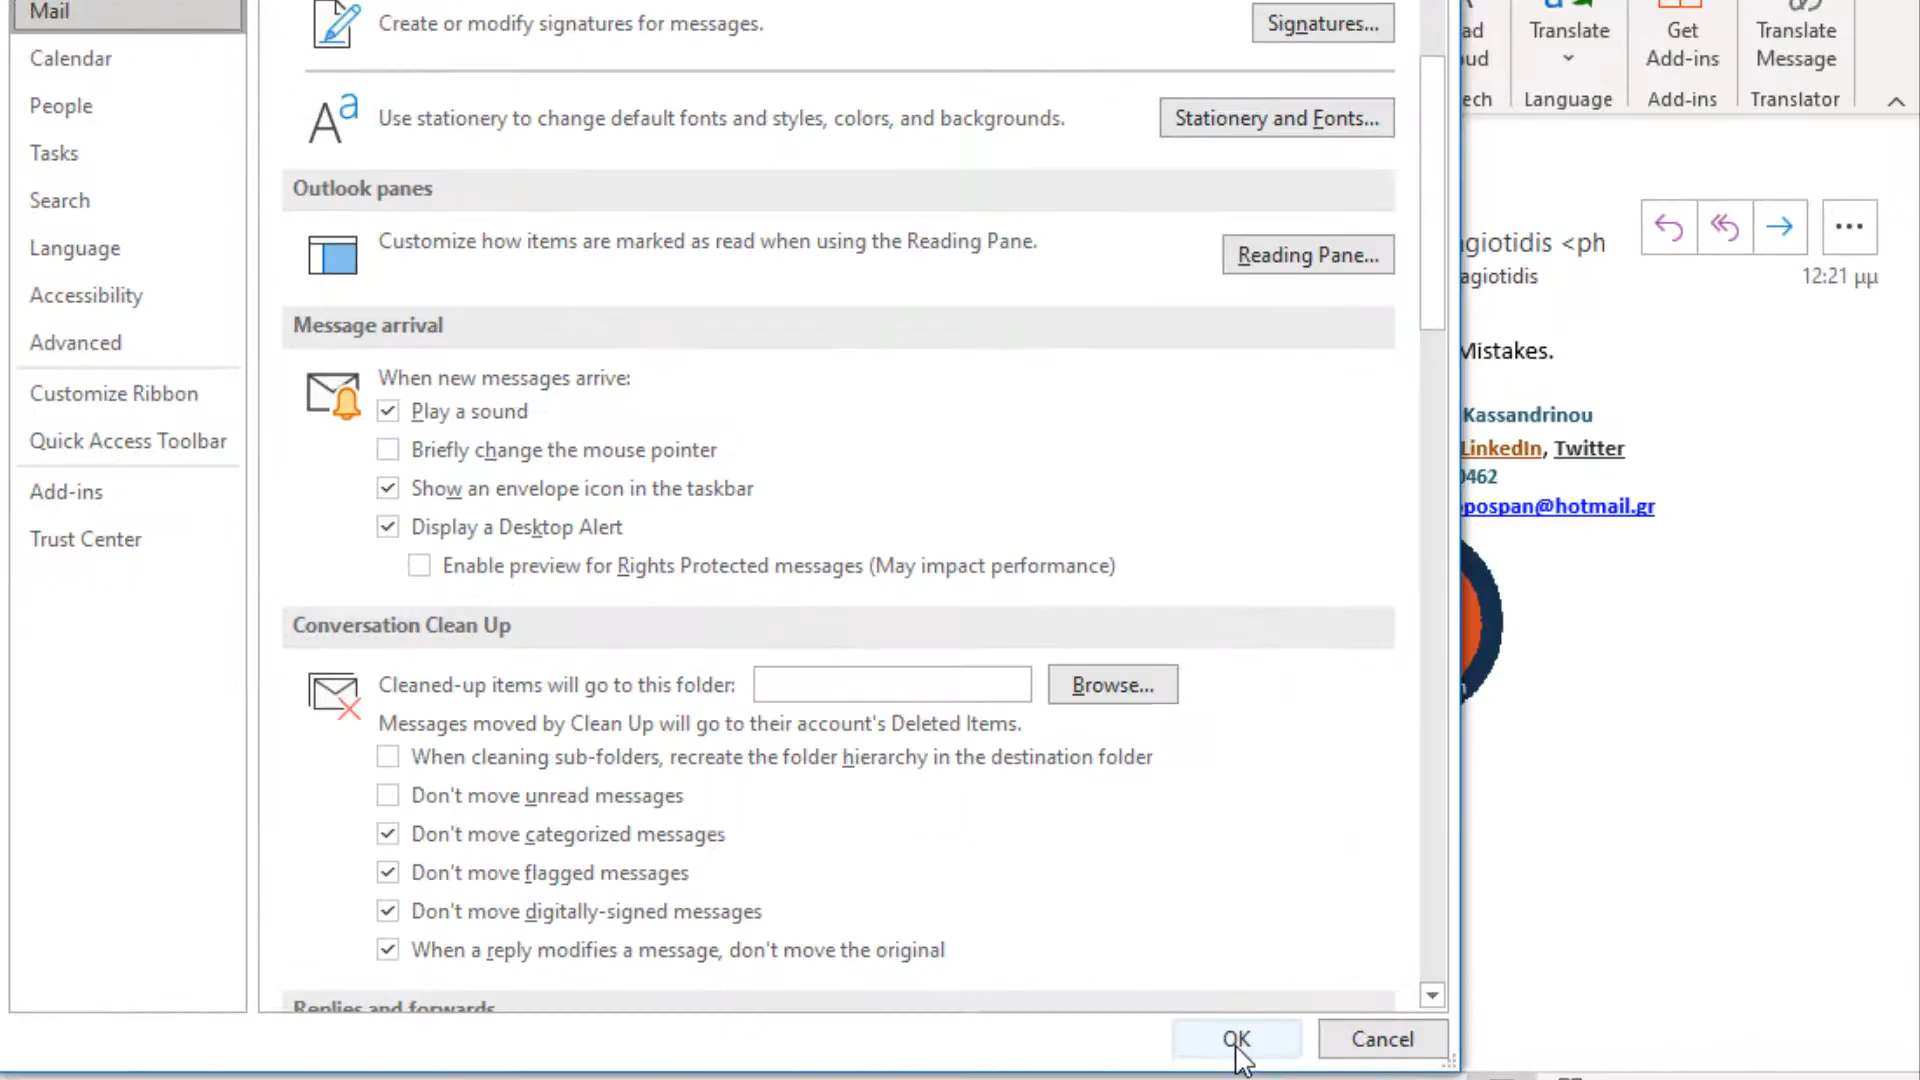 Mail
Calendar
People
Tasks
Search
Language
Accessibility
Advanced
Customize Ribbon
Quick Access Toolbar
Add-ins
Trust Center
Create or modify signatures for messages.
Signatures...
Use stationery to change default fonts and styles, colors, and backgrounds.
Stationery and Fonts...
Outlook panes
Customize how items are marked as read when using the Reading Pane.
Reading Pane...
Message arrival
When new messages arrive:
Play a sound
Briefly change the mouse pointer
Show an envelope icon in the taskbar
Display a Desktop Alert
Enable preview for Rights Protected messages (May impact performance)
Conversation Clean Up
Cleaned-up items will go to this folder:
Browse...
Messages moved by Clean Up will go to their account's Deleted Items.
When cleaning sub-folders, recreate the folder hierarchy in the destination folder
Don't move unread messages
Don't move categorized messages
Don't move flagged messages
Don't move digitally-signed messages
When a reply modifies a message, don't move the original
Replies and forwards
OK
Cancel
Translate
Language
Get
Add-ins
Add-ins
Translate
Message
Translator
agiotidis <ph
agiotidis
12:21 μμ
Mistakes.
Kassandrinou
LinkedIn, Twitter
0462
pospan@hotmail.gr